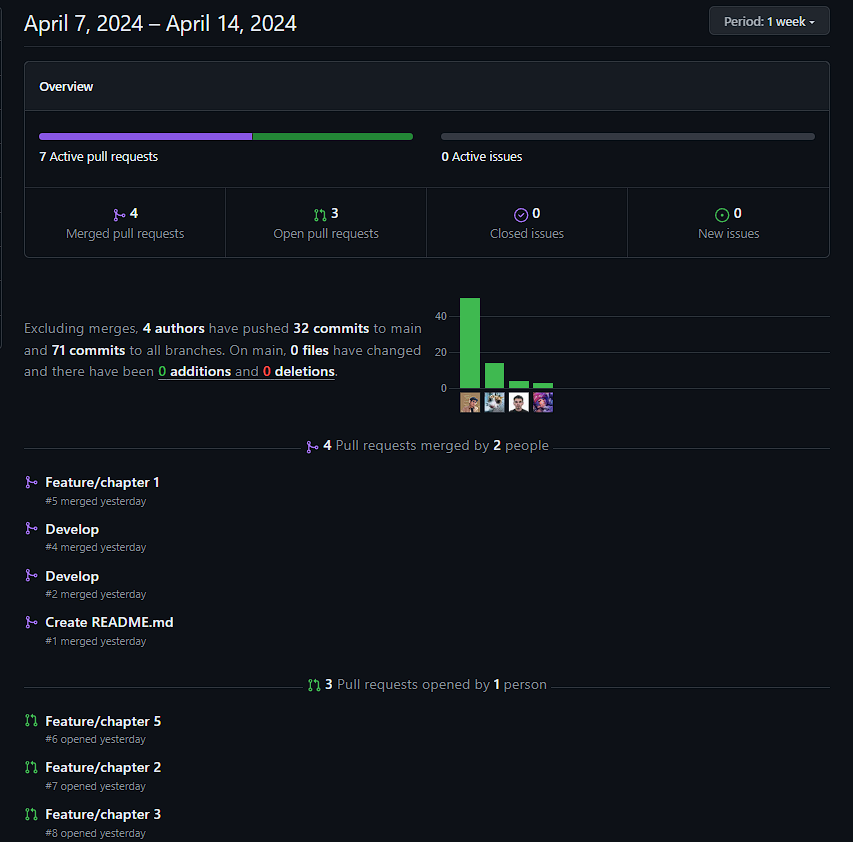 April 7, 2024 – April 14, 2024
Period: 1 week
Overview
7 Active pull requests
0 Active issues
4
Merged pull requests
3
Open pull requests
0
Closed issues
0
New issues
Excluding merges, 4 authors have pushed 32 commits to main
and 71 commits to all branches. On main, 0 files have changed
and there have been 0 additions and 0 deletions.
40
20
0
4 Pull requests merged by 2 people
Feature/chapter 1
#5 merged yesterday
Develop
#4 merged yesterday
Develop
#2 merged yesterday
Create README.md
#1 merged yesterday
3 Pull requests opened by 1 person
Feature/chapter 5
#6 opened yesterday
Feature/chapter 2
#7 opened yesterday
Feature/chapter 3
#8 opened yesterday